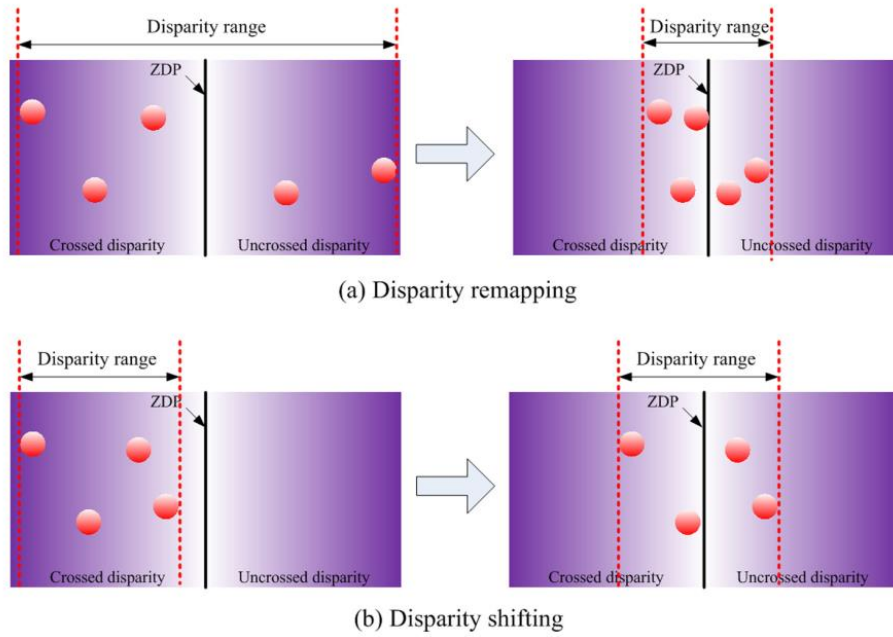 Disparity range
Disparity range
ZDP
ZDP
Crossed disparity
Uncrossed disparity
Crossed disparity
Uncrossed disparity
(a) Disparity remapping
Disparity range
Disparity range
ZDP
ZDP
Crossed disparity
Uncrossed disparity
Crossed disparity
Uncrossed disparity
(b) Disparity shifting